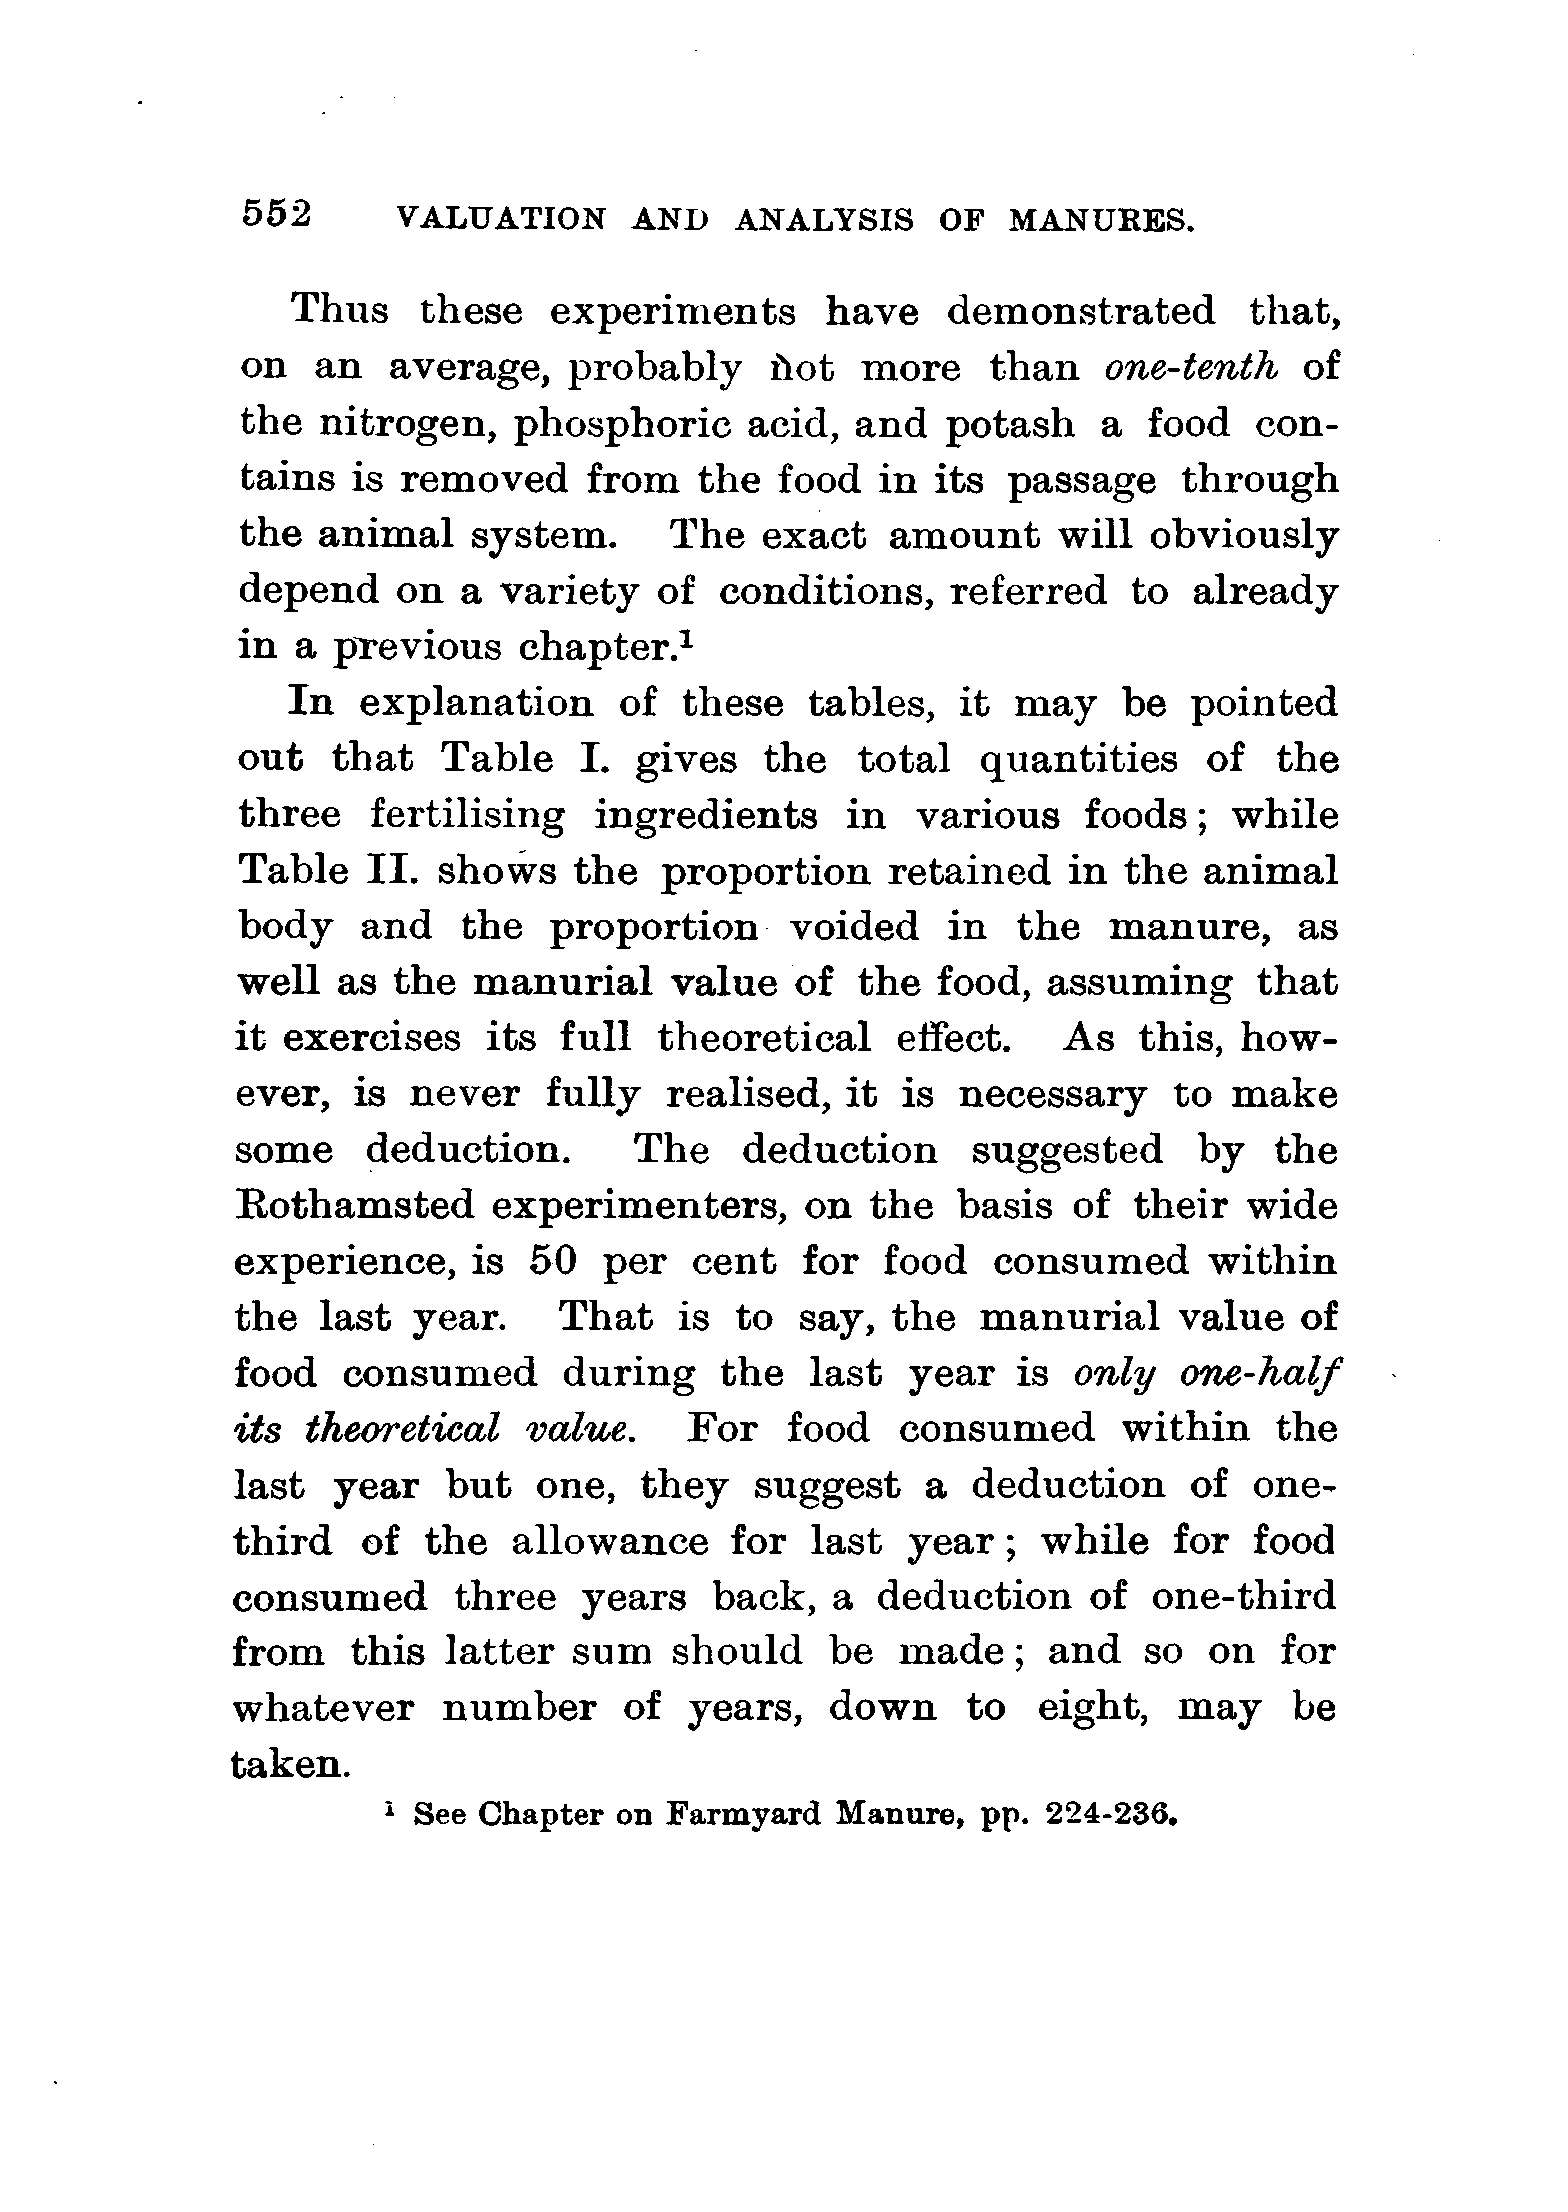 552 VALUATION AND ANALYSIS OF MANURES.
Thus these experiments have demonstrated that,
on an average, probably not more than one-tenth of
the nitrogen, phosphoric acid, and potash a food con-
tains is removed from the food in its passage through
the animal system. The exact amount will obviously
depend on a variety of conditions, referred to already
in a previous chapter.¹
In explanation of these tables, it may be pointed
out that Table I. gives the total quantities of the
three fertilising ingredients in various foods; while
Table II. shows the proportion retained in the animal
body and the proportion voided in the manure, as
well as the manurial value of the food, assuming that
it exercises its full theoretical effect. As this, how-
ever, is never fully realised, it is necessary to make
some deduction. The deduction suggested by the
Rothamsted experimenters, on the basis of their wide
experience, is 50 per cent for food consumed within
the last year. That is to say, the manurial value of
food consumed during the last year is only one-half
its theoretical value. For food consumed within the
last year but one, they suggest a deduction of one-
third of the allowance for last year; while for food
consumed three years back, a deduction of one-third
from this latter sum should be made; and so on for
whatever number of years, down to eight, may be
taken.
¹ See Chapter on Farmyard Manure, pp. 224-236.